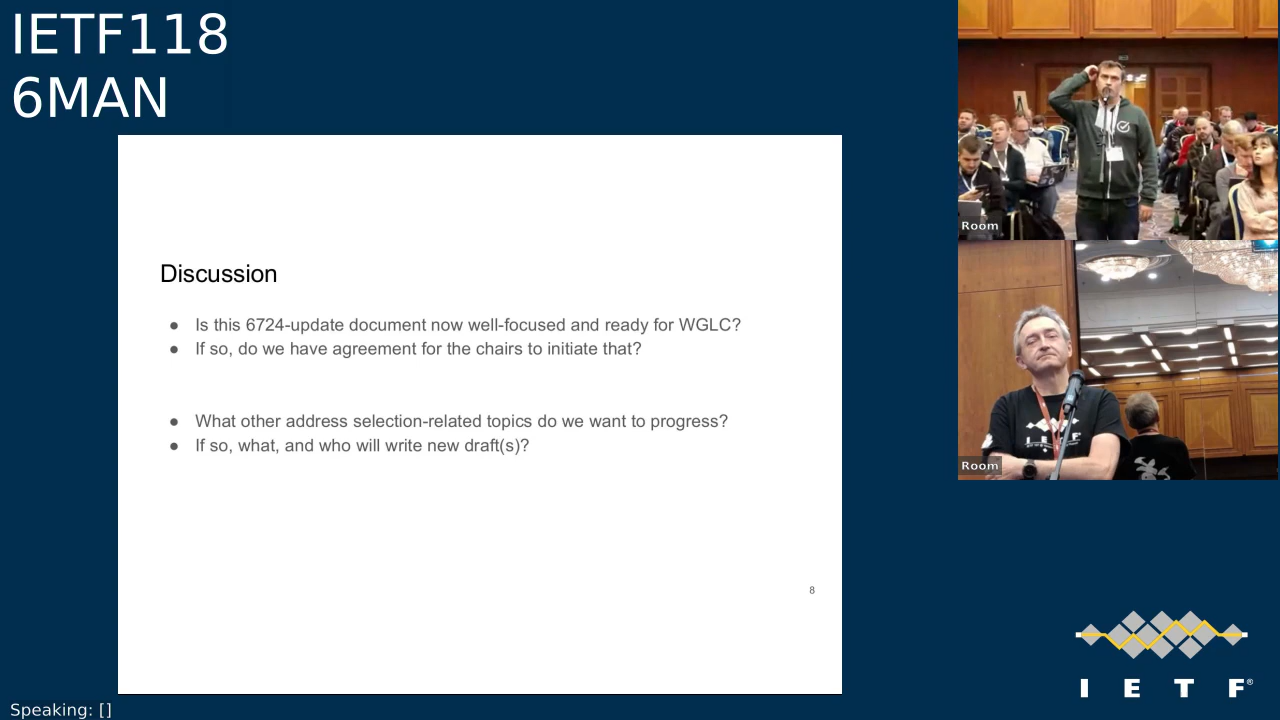 IETF118
6MAN
Discussion
● Is this 6724-update document now well-focused and ready for WGLC?
● If so, do we have agreement for the chairs to initiate that?
● What other address selection-related topics do we want to progress?
● If so, what, and who will write new draft(s)?
8
Room
I E T F
Room
I E T F®
Speaking: []